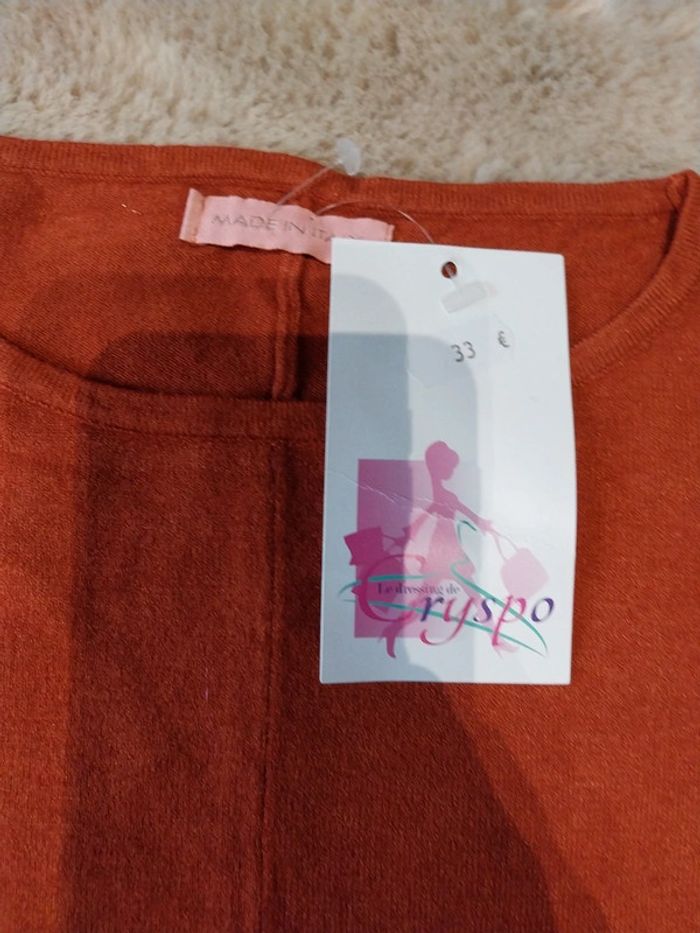 MADE IN ITALY
33 €
Le dressing de
Cryspo